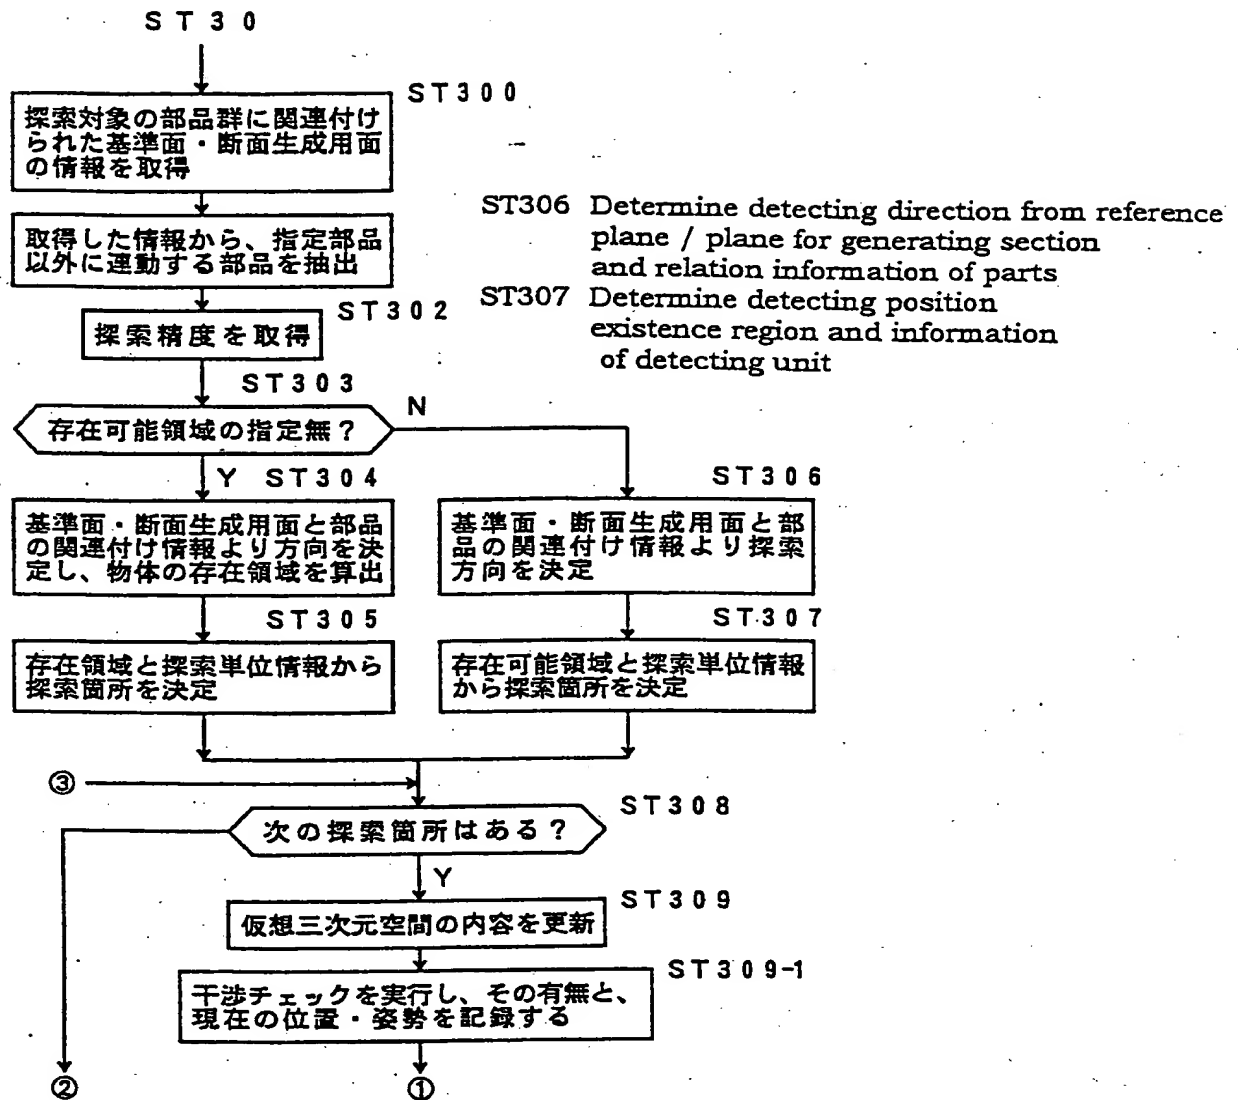 ST30
ST300
探索対象の部品群に関連付け
られた基準面・断面生成用面
の情報を取得
取得した情報から、指定部品
以外に連動する部品を抽出
ST302
探索精度を取得
ST306 Determine detecting direction from reference
plane / plane for generating section
and relation information of parts
ST307 Determine detecting position
existence region and information
of detecting unit
ST303
存在可能領域の指定無？
N
Y ST304
基準面・断面生成用面と部品
の関連付け情報より方向を決
定し、物体の存在領域を算出
ST306
基準面・断面生成用面と部
品の関連付け情報より探索
方向を決定
ST305
存在領域と探索単位情報から
探索箇所を決定
ST307
存在可能領域と探索単位情報
から探索箇所を決定
③
ST308
次の探索箇所はある？
Y
ST309
仮想三次元空間の内容を更新
ST309-1
干渉チェックを実行し、その有無と、
現在の位置・姿勢を記録する
②
①